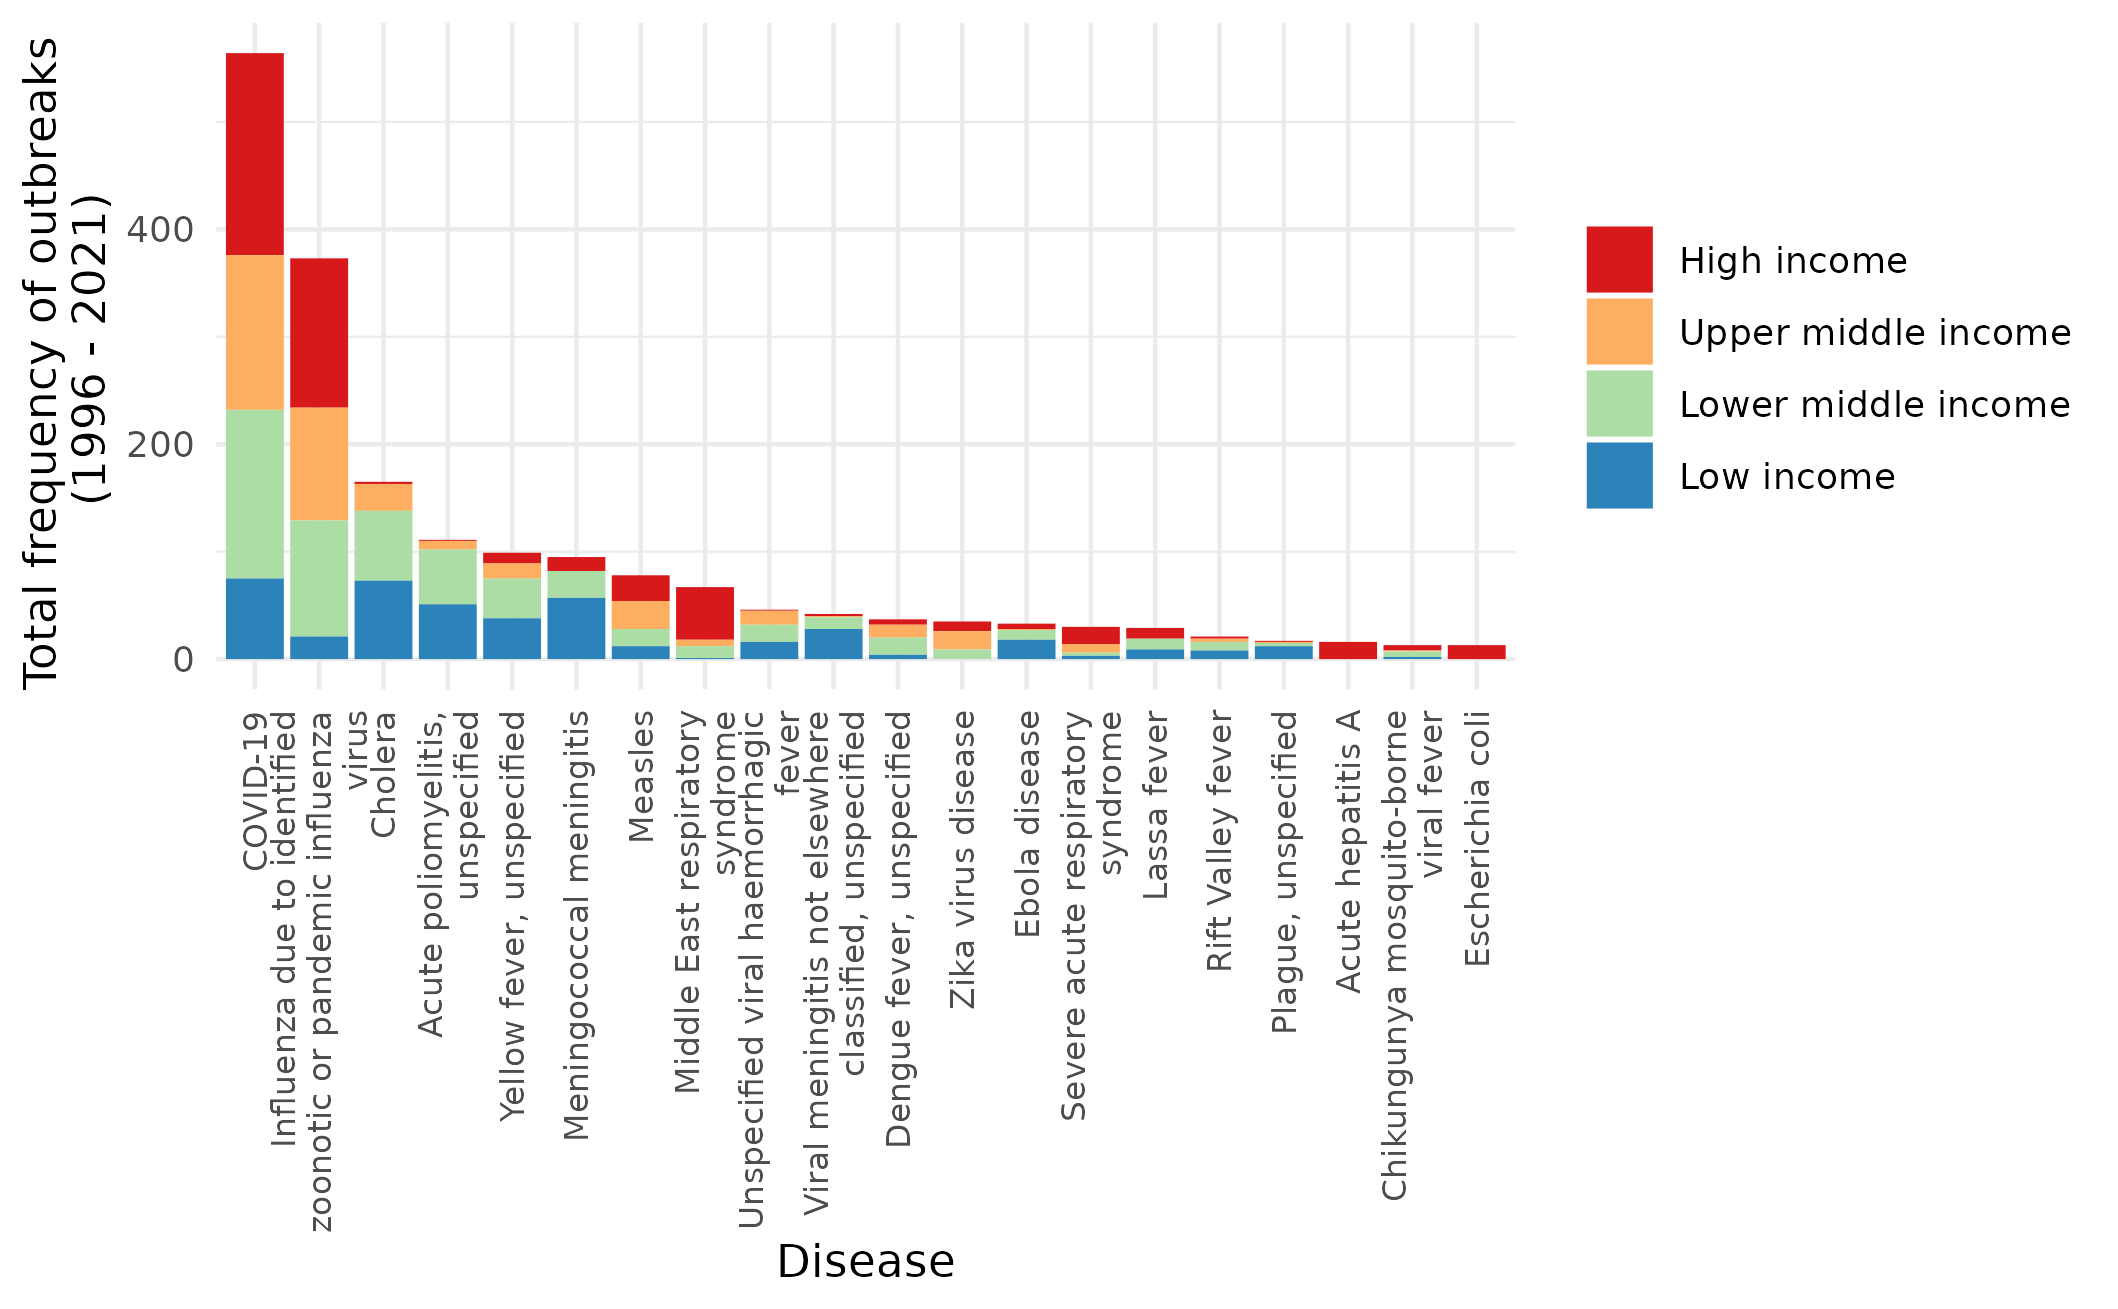 Total frequency of outbreaks
(1996 - 2021)
400
200
0
COVID-19
Influenza due to identified
zoonotic or pandemic influenza
virus
Cholera
Acute poliomyelitis,
unspecified
Yellow fever, unspecified
Meningococcal meningitis
Measles
Middle East respiratory
syndrome
Unspecified viral haemorrhagic
fever
Viral meningitis not elsewhere
classified, unspecified
Dengue fever, unspecified
Zika virus disease
Ebola disease
Severe acute respiratory
syndrome
Lassa fever
Rift Valley fever
Plague, unspecified
Acute hepatitis A
Chikungunya mosquito-borne
viral fever
Escherichia coli
Disease
High income
Upper middle income
Lower middle income
Low income